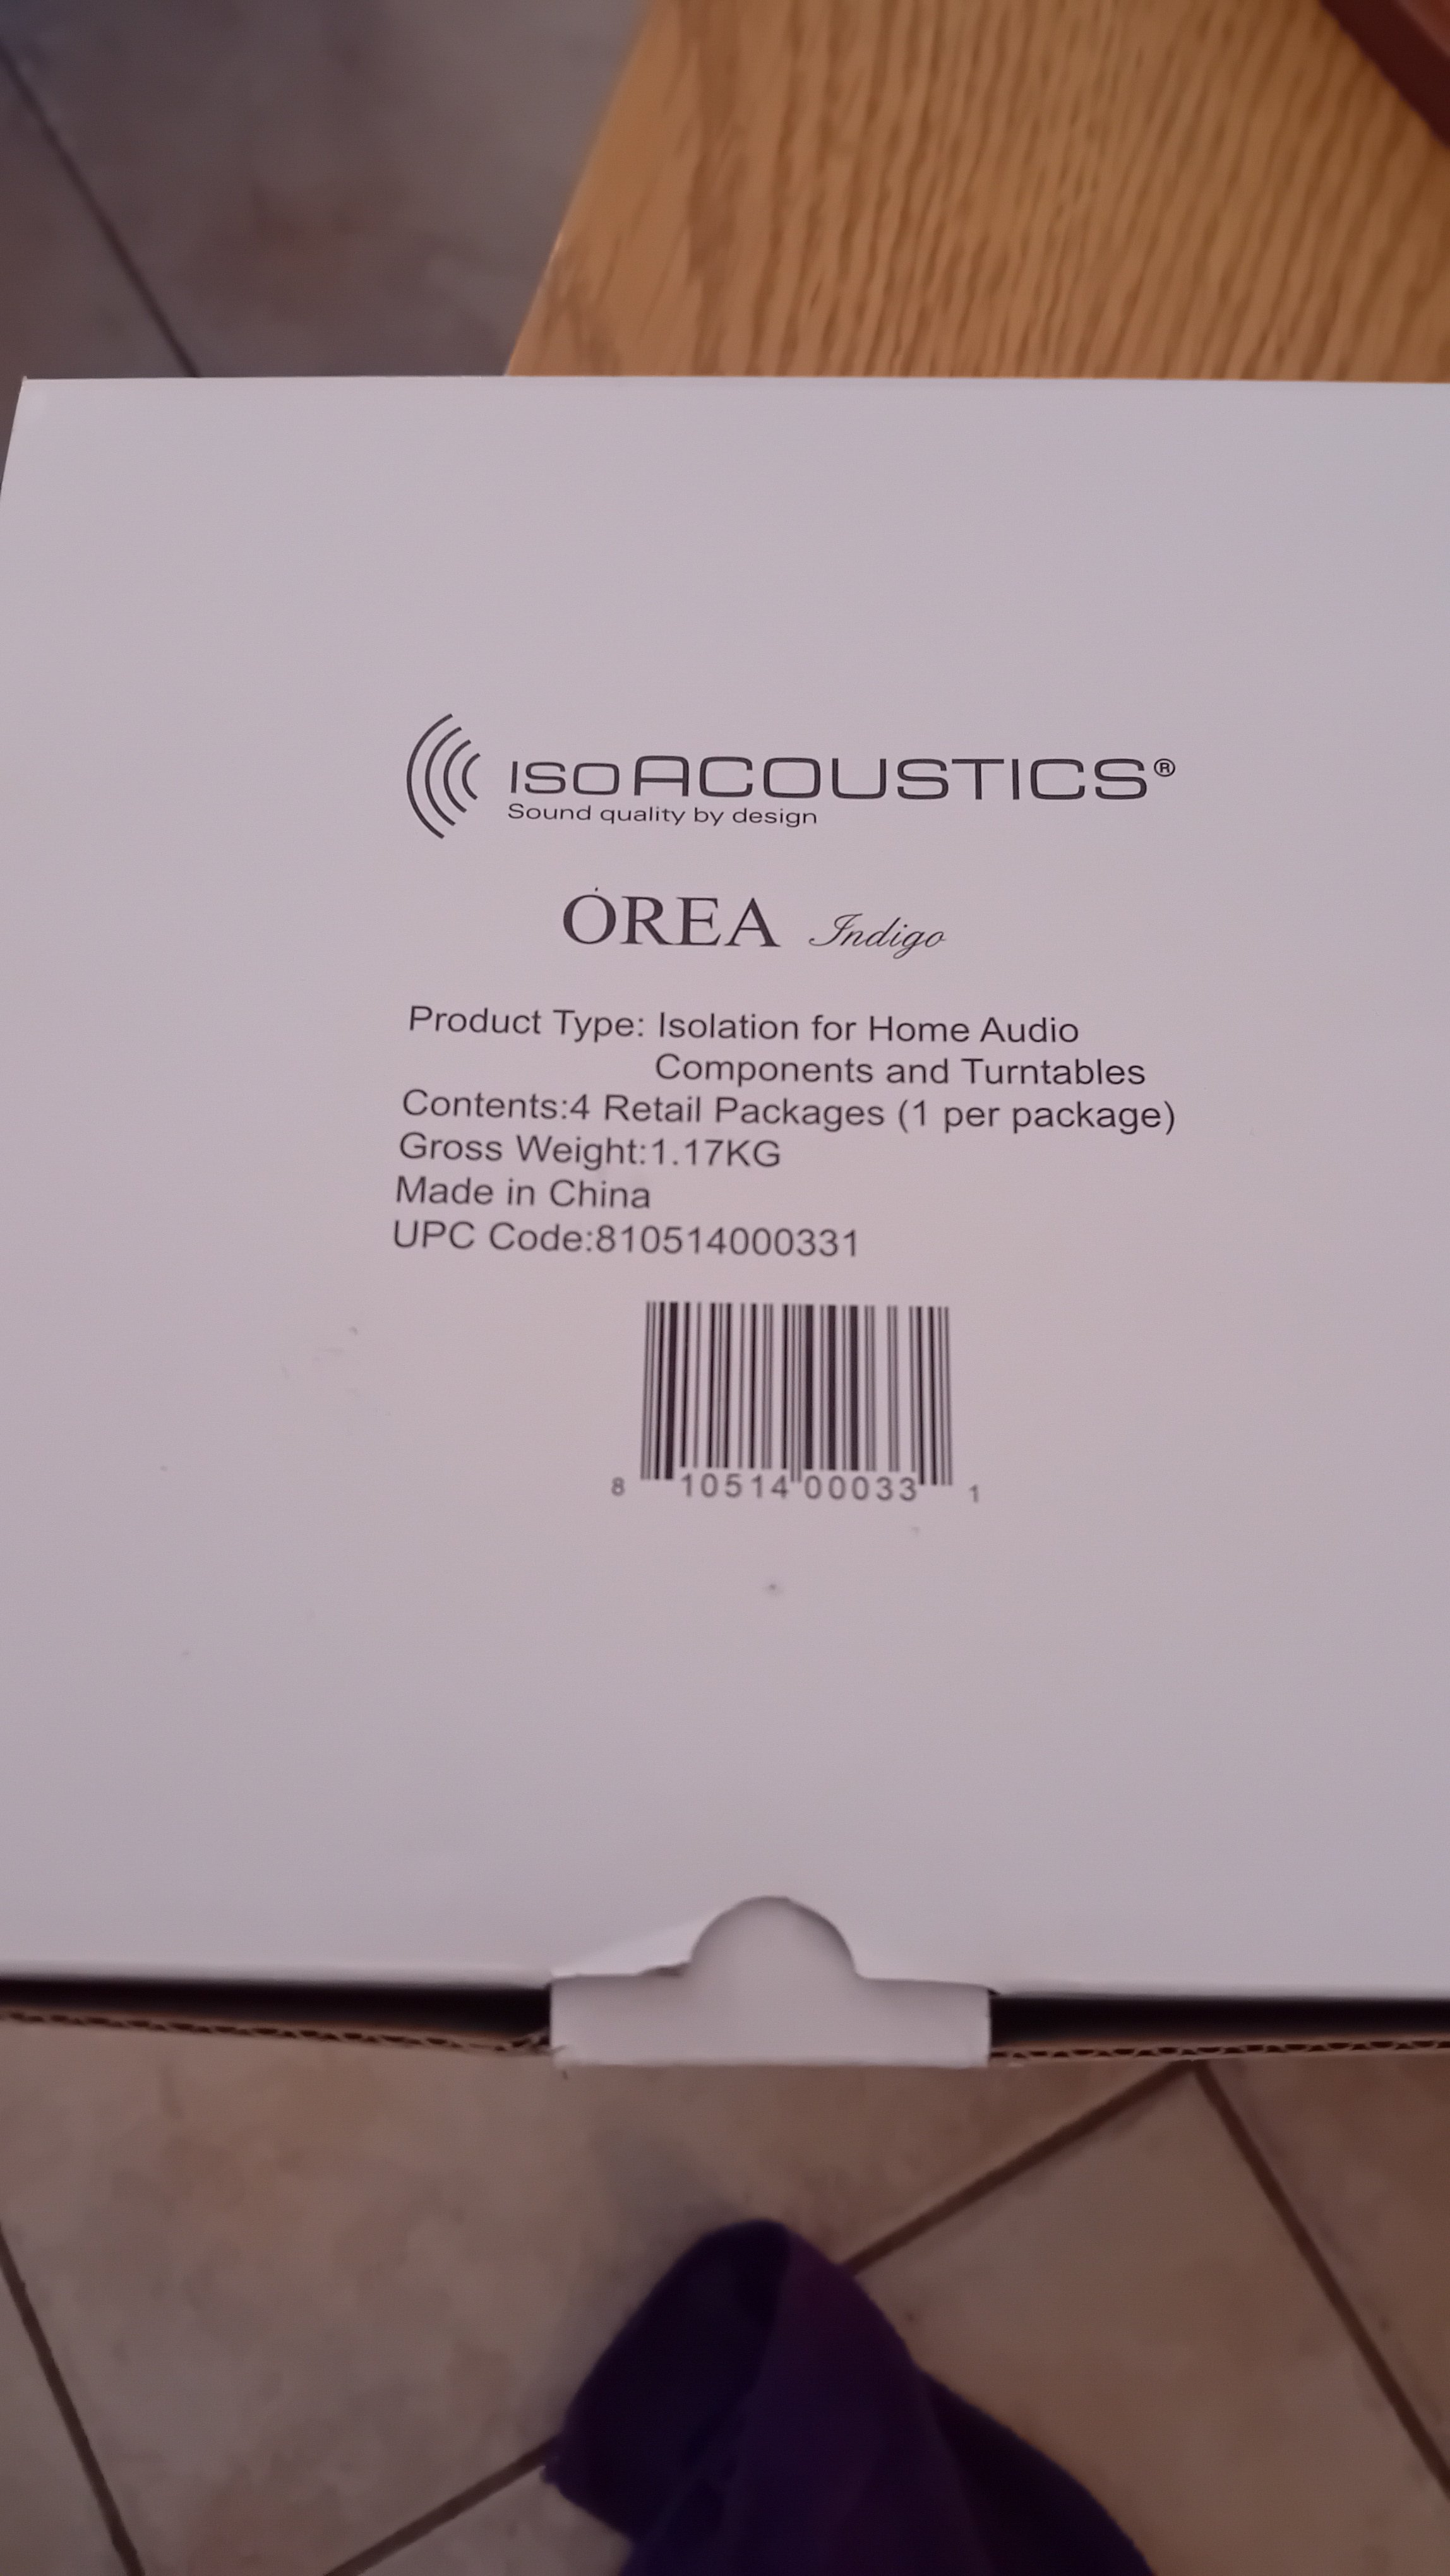 ISOACOUSTICS®
Sound quality by design
ȮREA Indigo
Product Type: Isolation for Home Audio
Components and Turntables
Contents:4 Retail Packages (1 per package)
Gross Weight:1.17KG
Made in China
UPC Code:810514000331
8 10514 00033 1